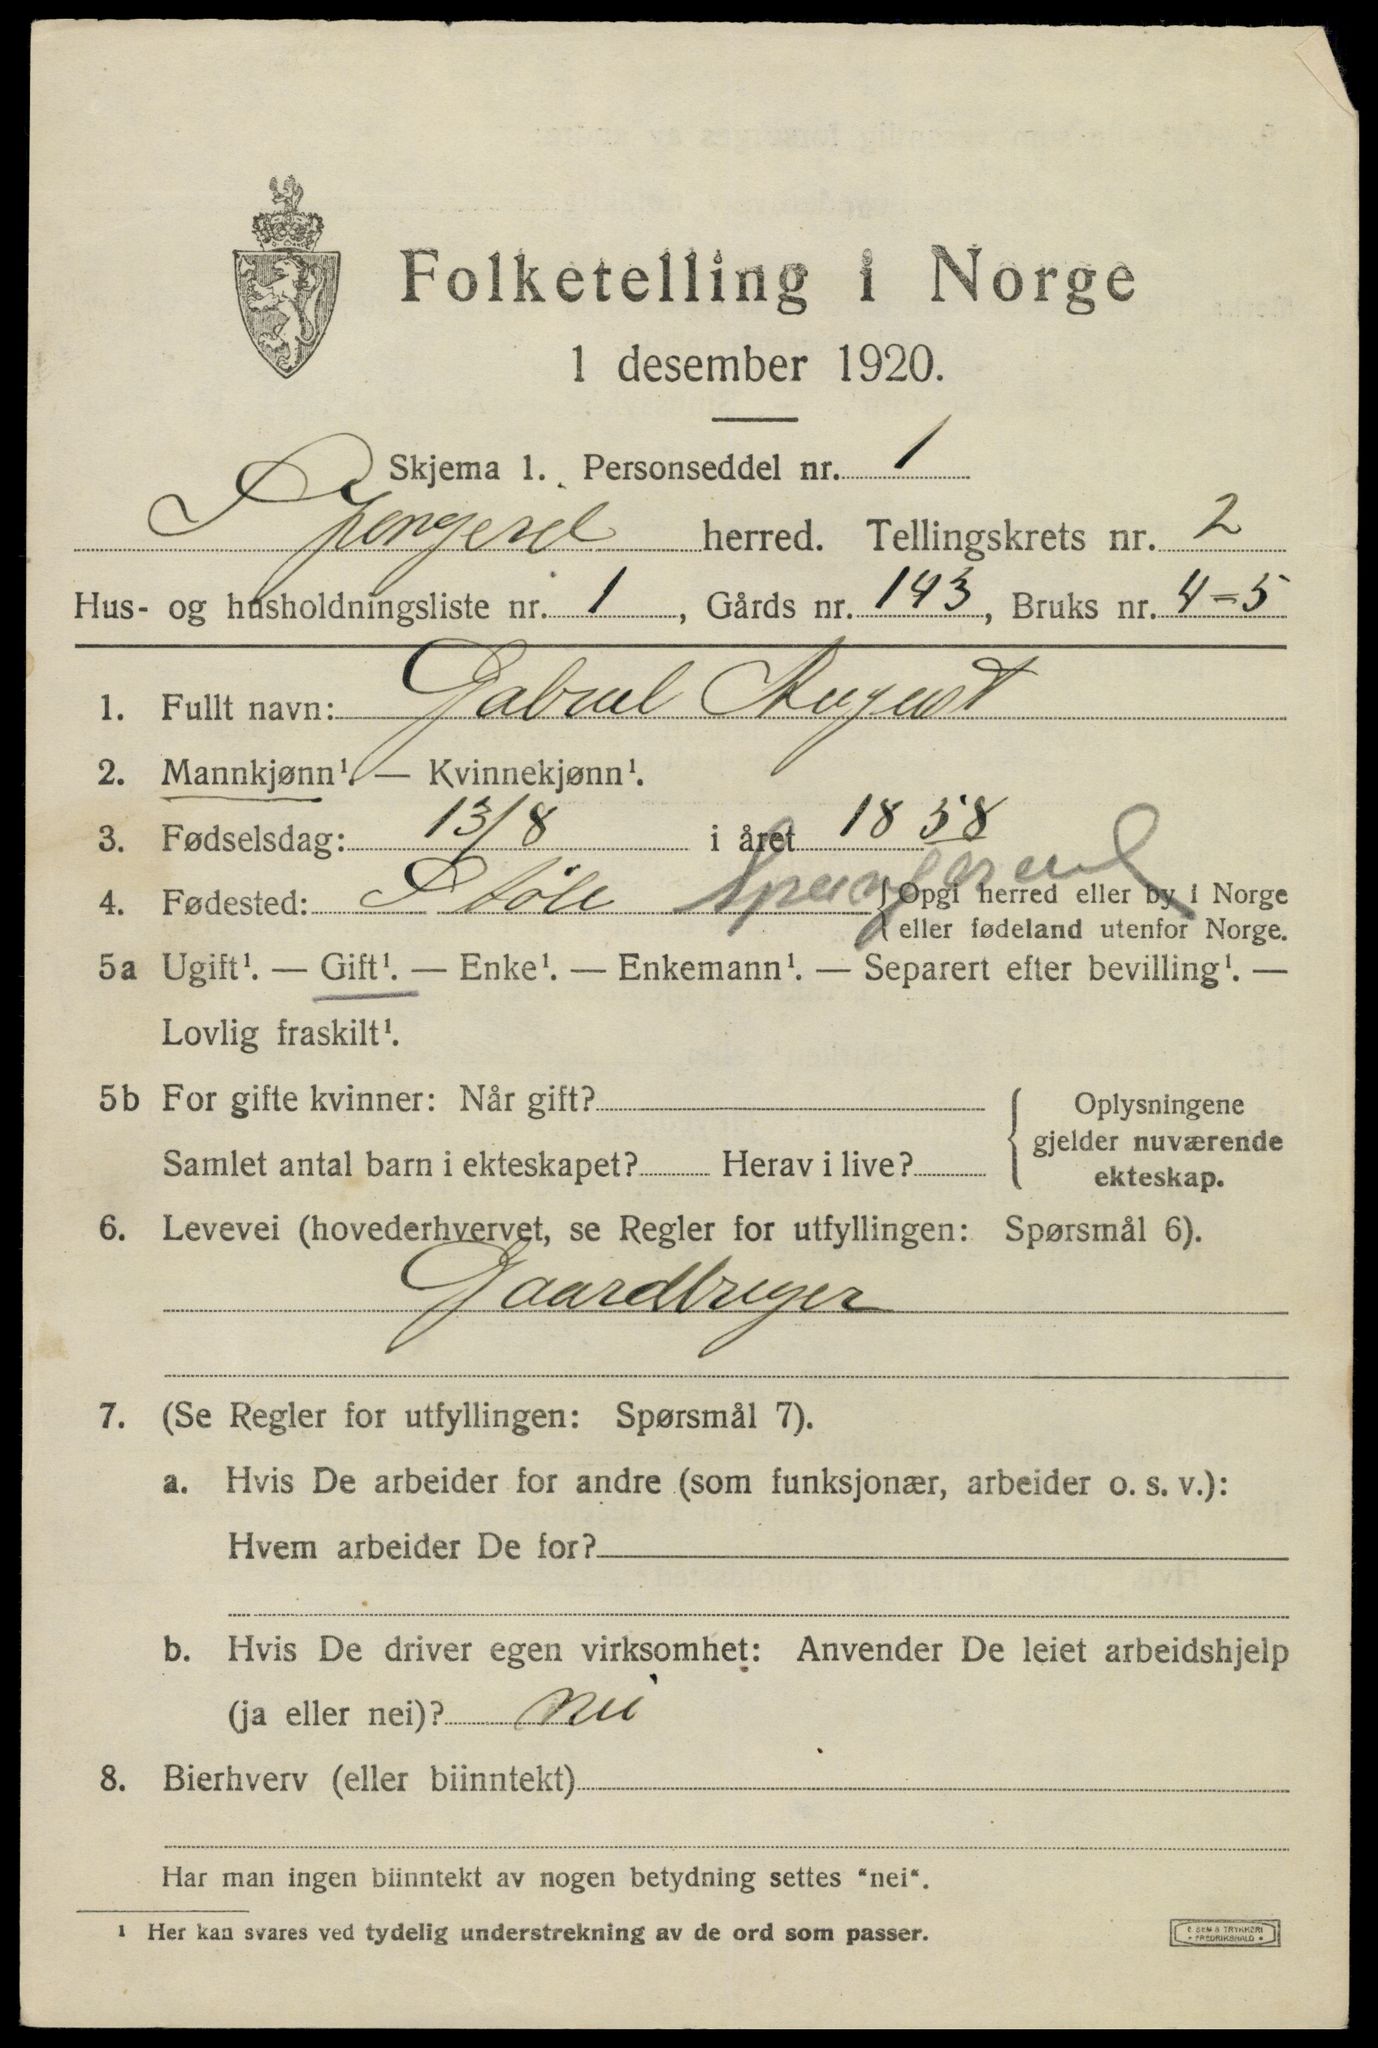 Folketelling i Norge
1 desember 1920.
Skjema 1. Personseddel nr. 1
Spangereid herred. Tellingskrets nr. 2
Hus- og husholdningsliste nr. 1, Gårds nr. 143, Bruks nr. 4=5
1. Fullt navn: Gabriel August
2. Mannkjønn¹. — Kvinnekjønn¹.
3. Fødselsdag: 13/8 i året 1858
4. Fødested: Støle Spangereid } Opgi herred eller by i Norge
eller fødeland utenfor Norge.
5a Ugift¹. — Gift¹. — Enke¹. — Enkemann¹. — Separert efter bevilling¹. —
Lovlig fraskilt¹.
5b For gifte kvinner: Når gift? { Oplysningene
gjelder nuværende
Samlet antal barn i ekteskapet? Herav i live?
ekteskap.
6. Levevei (hovederhvervet, se Regler for utfyllingen: Spørsmål 6).
Gaardbruger
7. (Se Regler for utfyllingen: Spørsmål 7).
a. Hvis De arbeider for andre (som funksjonær, arbeider o. s. v.):
Hvem arbeider De for?
b. Hvis De driver egen virksomhet: Anvender De leiet arbeidshjelp
(ja eller nei)? nei
8. Bierhverv (eller biinntekt)
Har man ingen biinntekt av nogen betydning settes "nei".
¹ Her kan svares ved tydelig understrekning av de ord som passer.
E. SEM'S TRYKKERI
FREDRIKSHALD